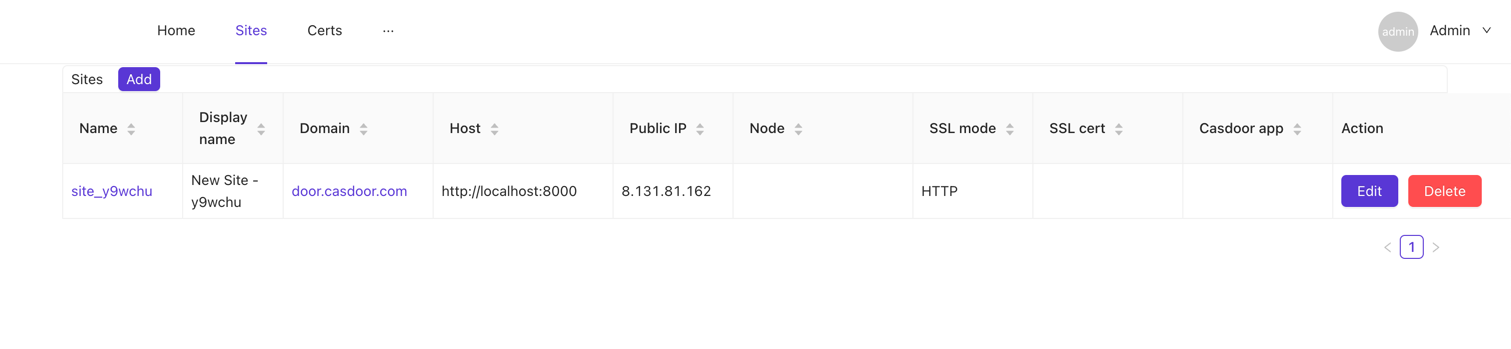 Home Sites Certs ... admin Admin
Sites Add
Name Display name Domain Host Public IP Node SSL mode SSL cert Casdoor app Action
site_y9wchu New Site - y9wchu door.casdoor.com http://localhost:8000 8.131.81.162 HTTP Edit Delete
1